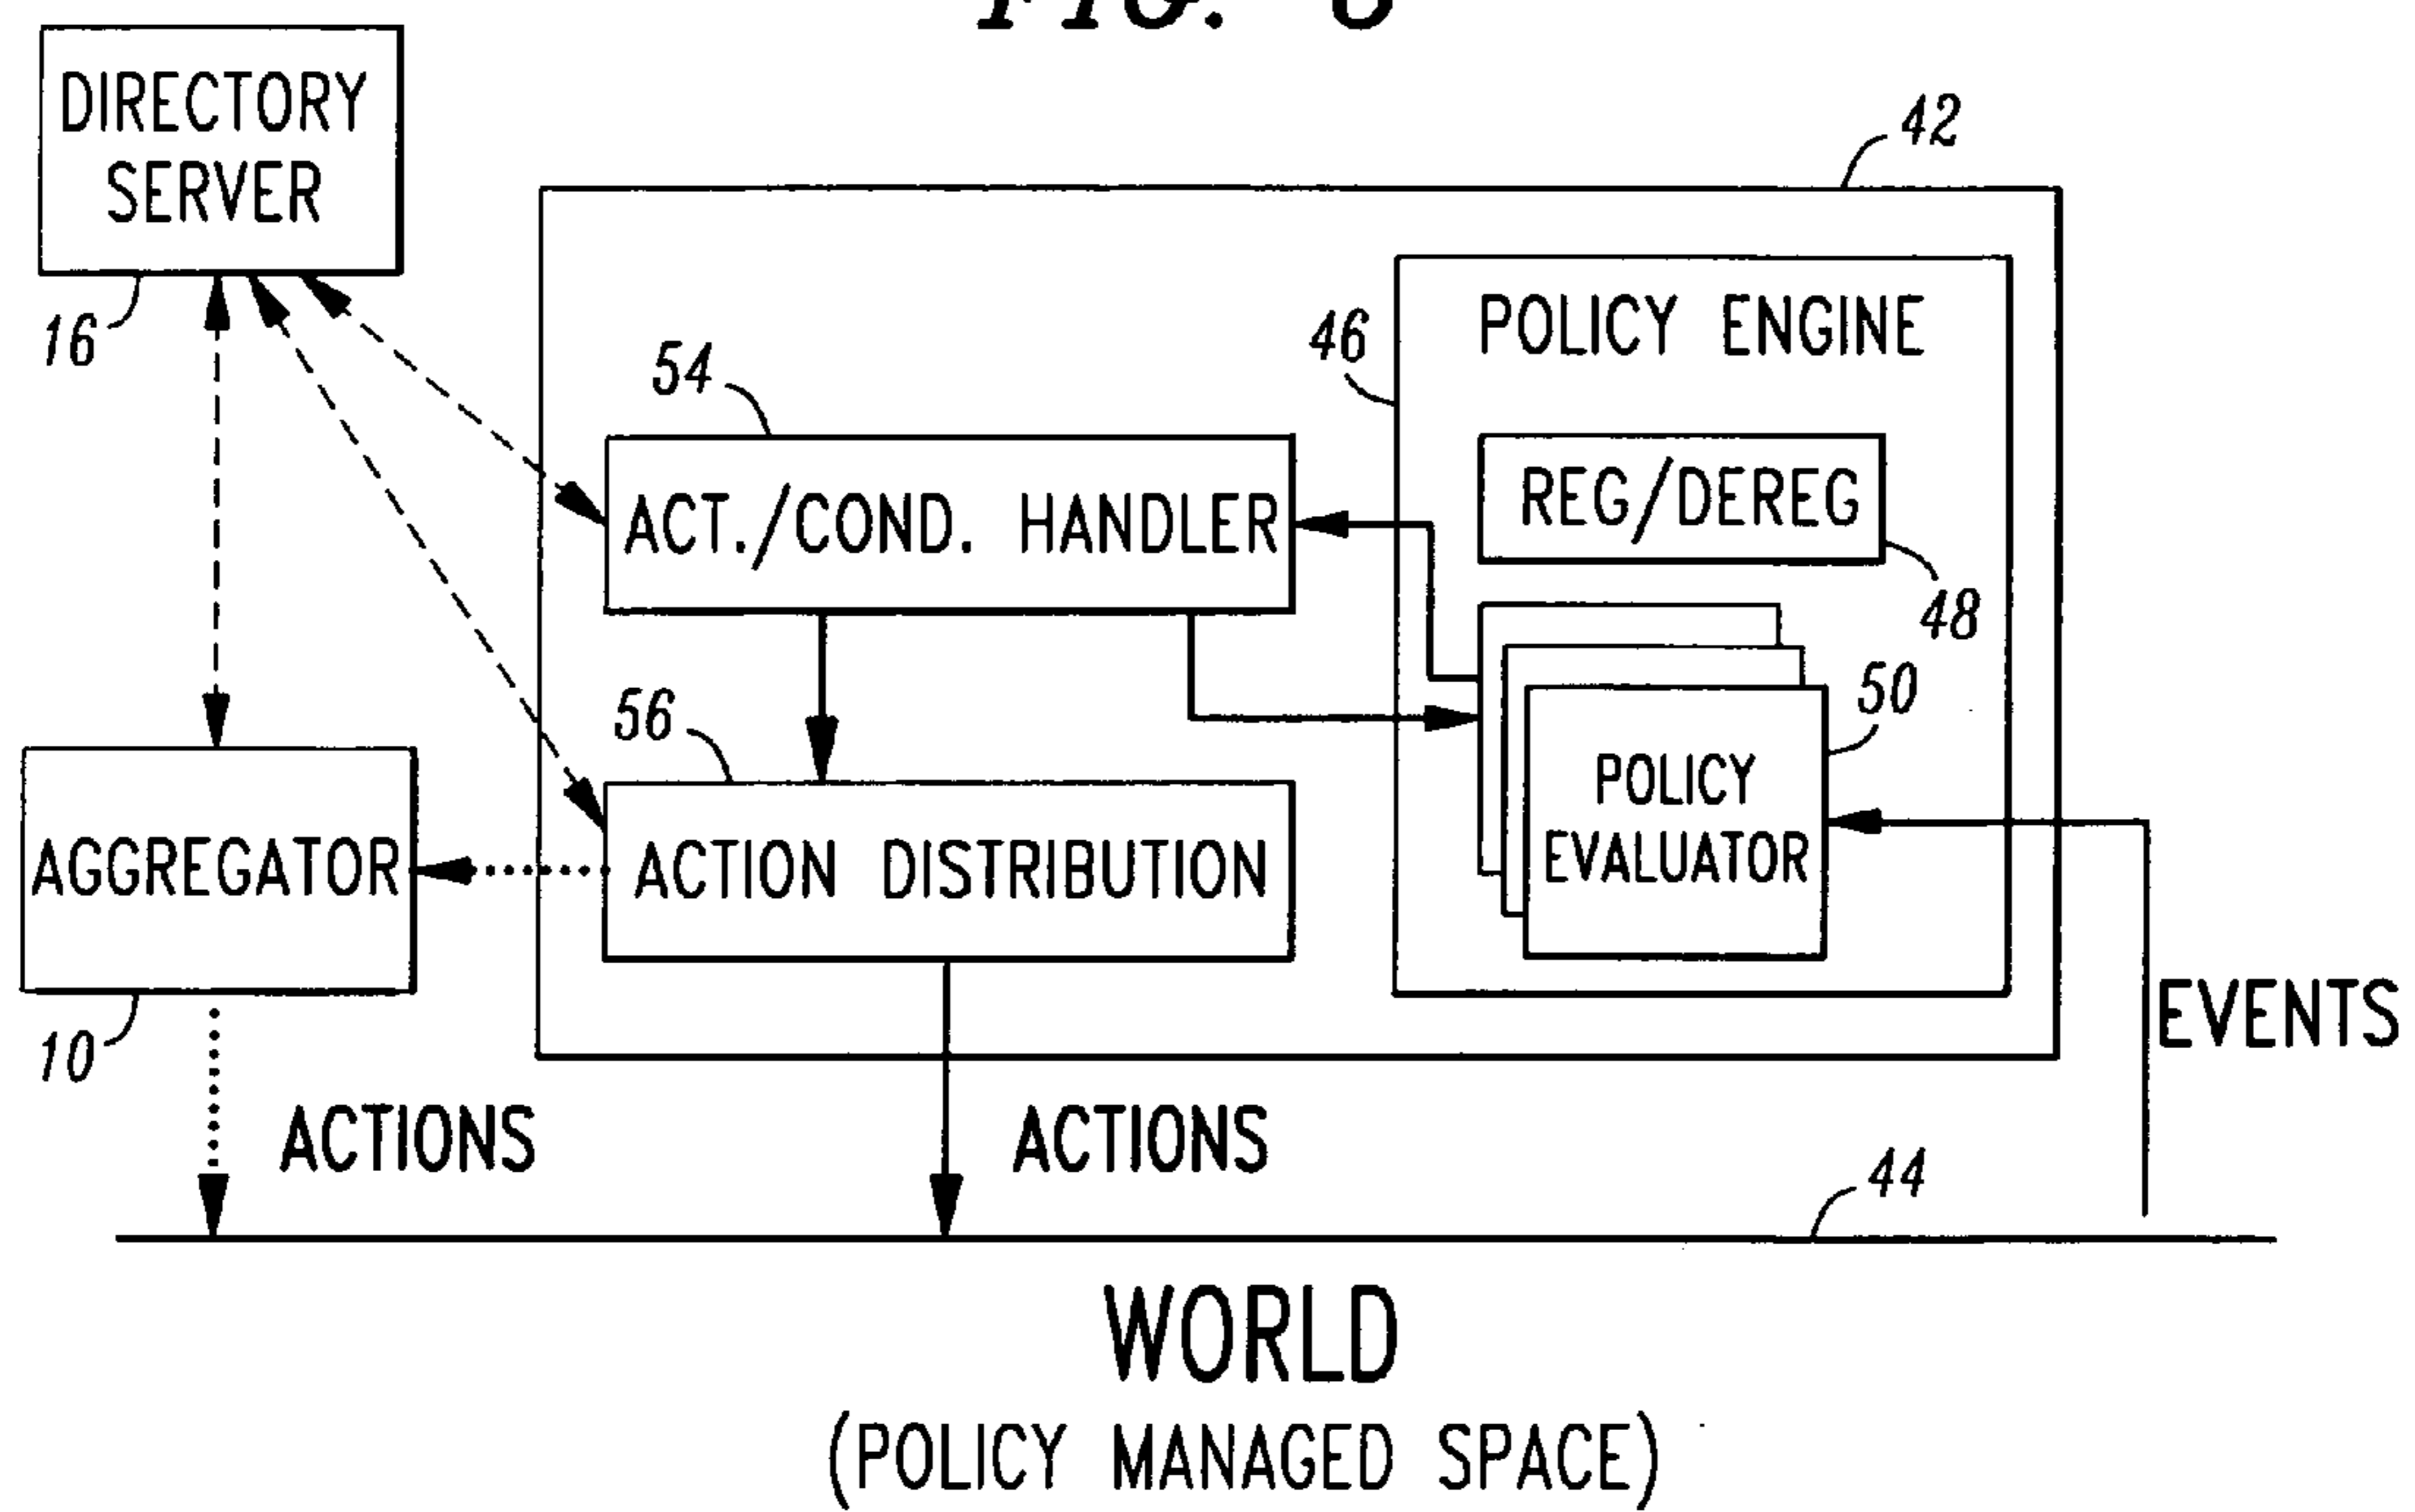 FIG.
DIRECTORY
SERVER
16
42
46
POLICY ENGINE
54
ACT./COND. HANDLER
REG/DEREG
48
56
50
POLICY
EVALUATOR
AGGREGATOR
ACTION DISTRIBUTION
10
EVENTS
ACTIONS
ACTIONS
44
WORLD
(POLICY MANAGED SPACE)